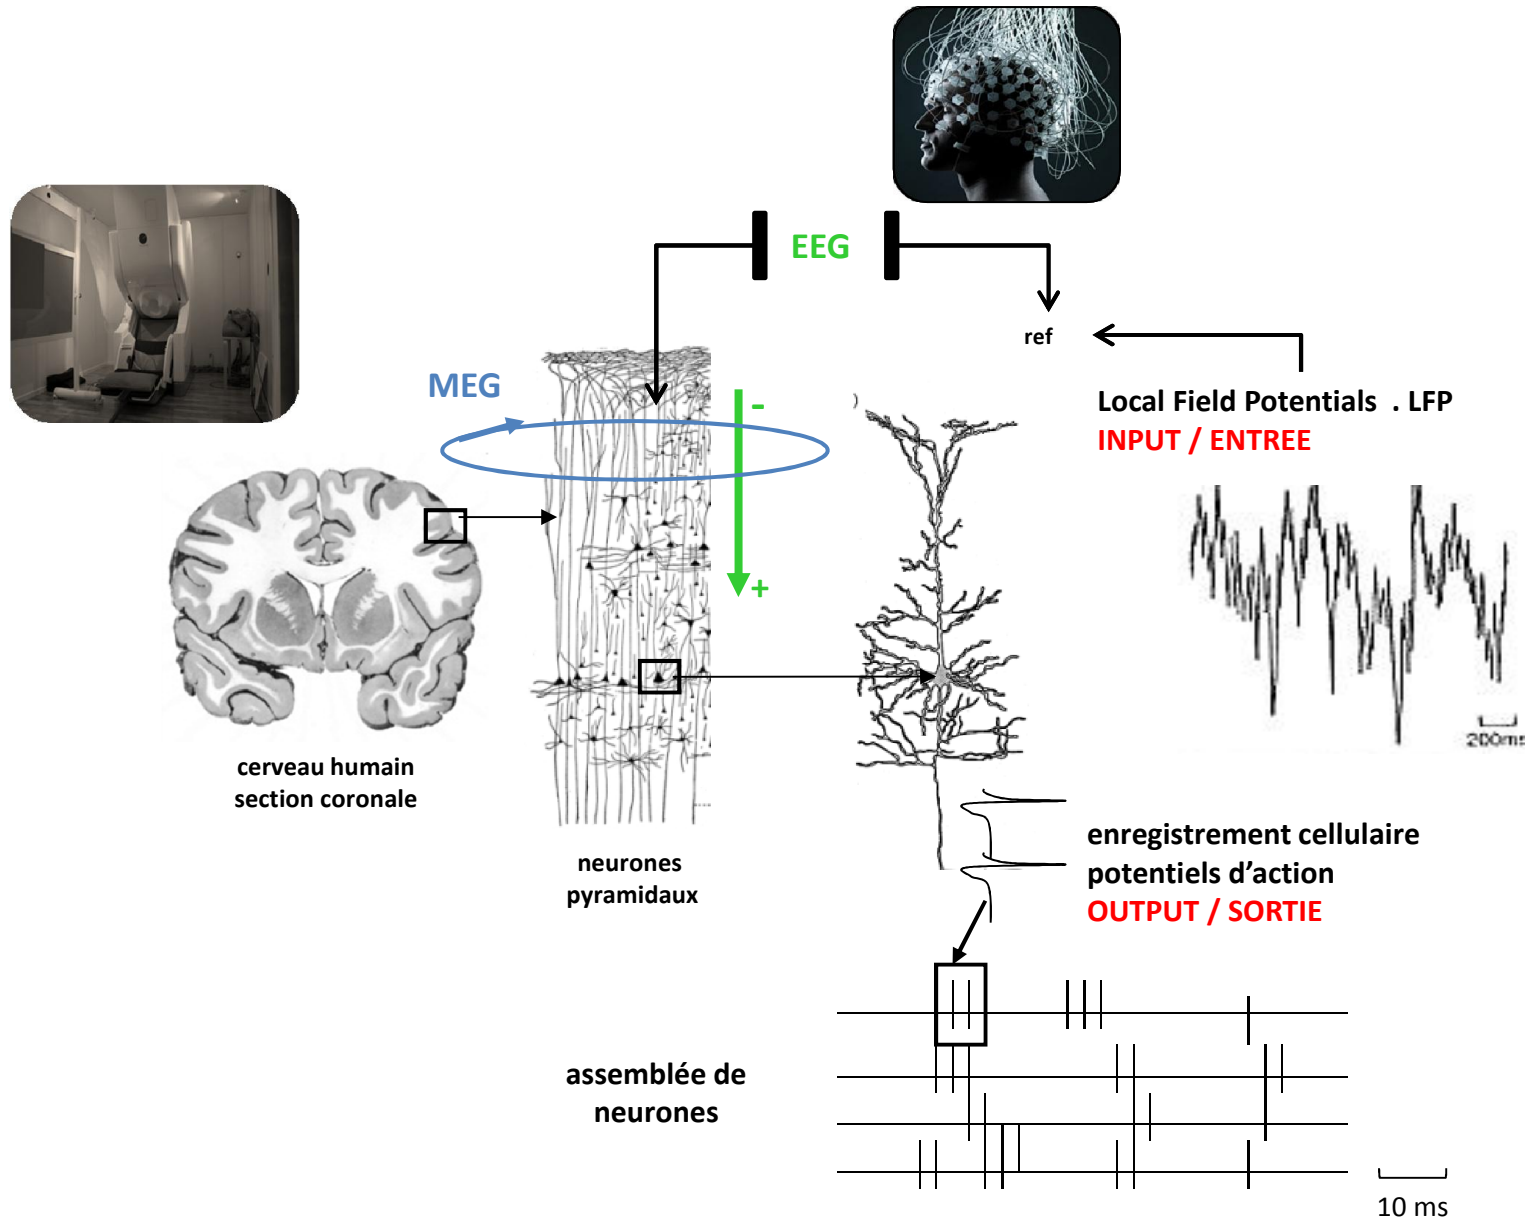 EEG
ref
MEG
-
Local Field Potentials . LFP
INPUT / ENTREE
+
200ms
cerveau humain
section coronale
enregistrement cellulaire
potentiels d’action
OUTPUT / SORTIE
neurones
pyramidaux
assemblée de
neurones
10 ms